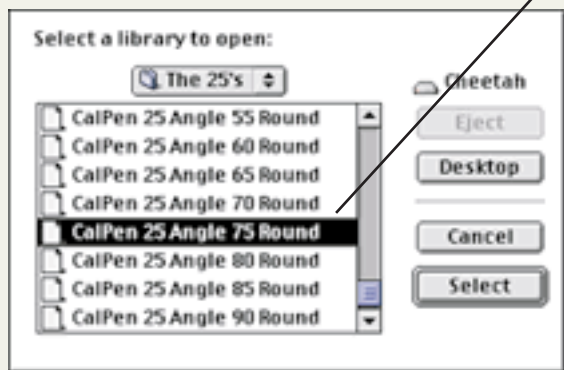 Select a library to open:
The 25's
Cheetah
CalPen 25 Angle 55 Round
CalPen 25 Angle 60 Round
CalPen 25 Angle 65 Round
CalPen 25 Angle 70 Round
CalPen 25 Angle 75 Round
CalPen 25 Angle 80 Round
CalPen 25 Angle 85 Round
CalPen 25 Angle 90 Round
Eject
Desktop
Cancel
Select